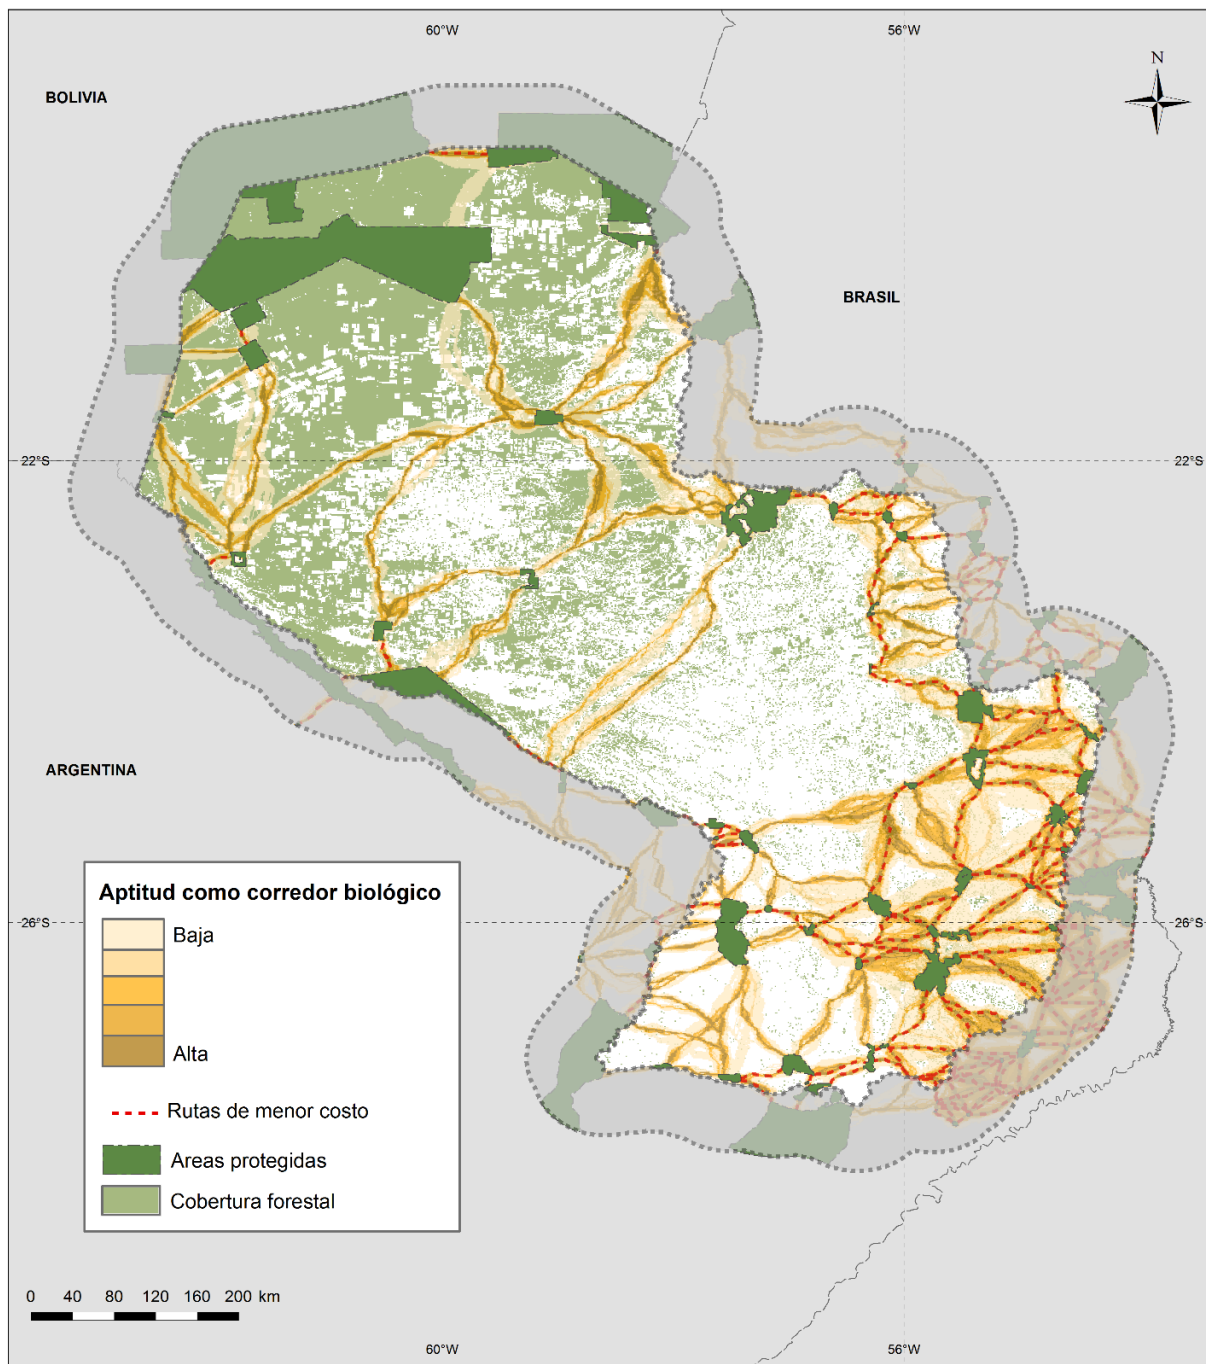 60°W
56°W
N
BOLIVIA
BRASIL
22°S
22°S
ARGENTINA
Aptitud como corredor biológico
Baja
Alta
Rutas de menor costo
Areas protegidas
Cobertura forestal
26°S
26°S
0 40 80 120 160 200 km
60°W
56°W